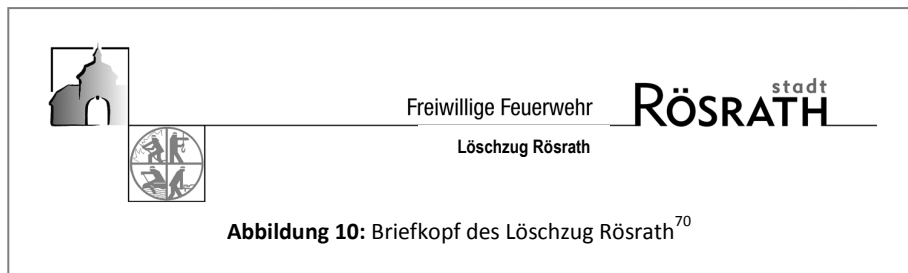 stadt
Freiwillige Feuerwehr RÖSRATH
Löschzug Rösrath
Abbildung 10: Briefkopf des Löschzug Rösrath70